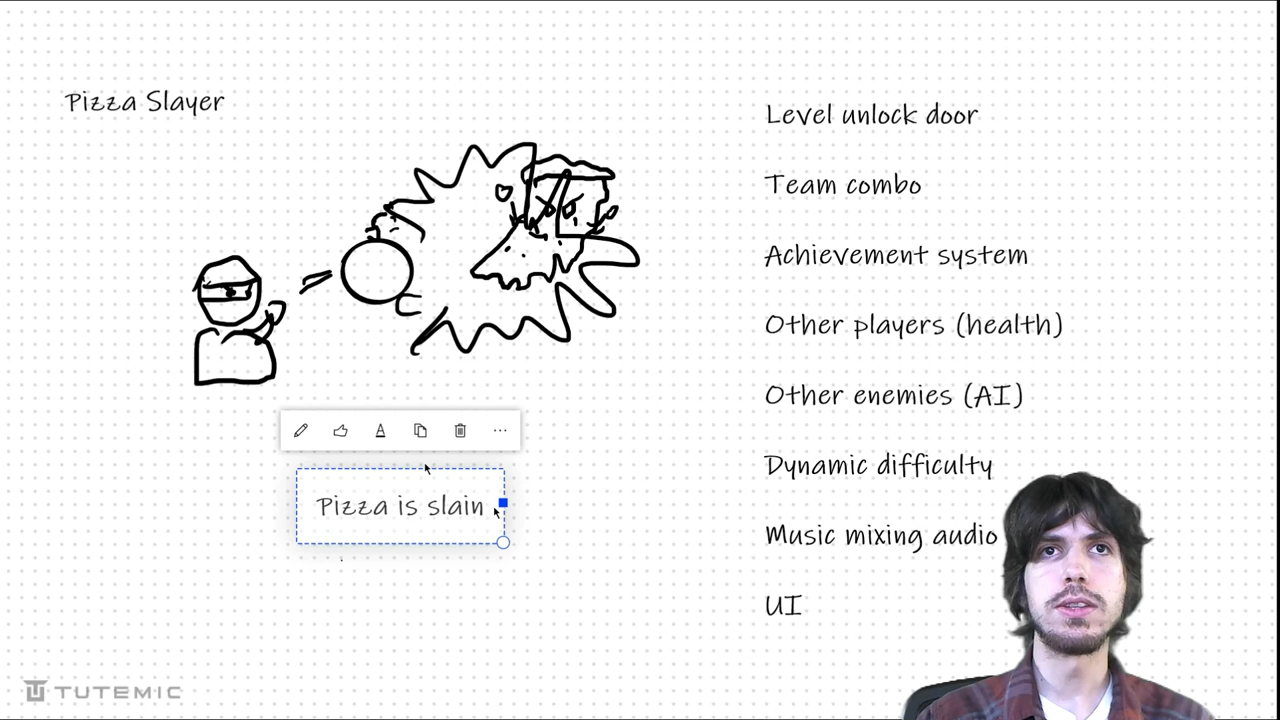 Pizza Slayer
Level unlock door
Team combo
Achievement system
Other players (health)
Other enemies (AI)
Dynamic difficulty
A
Pizza is slain
Music mixing audio
UI
TUTEMIC